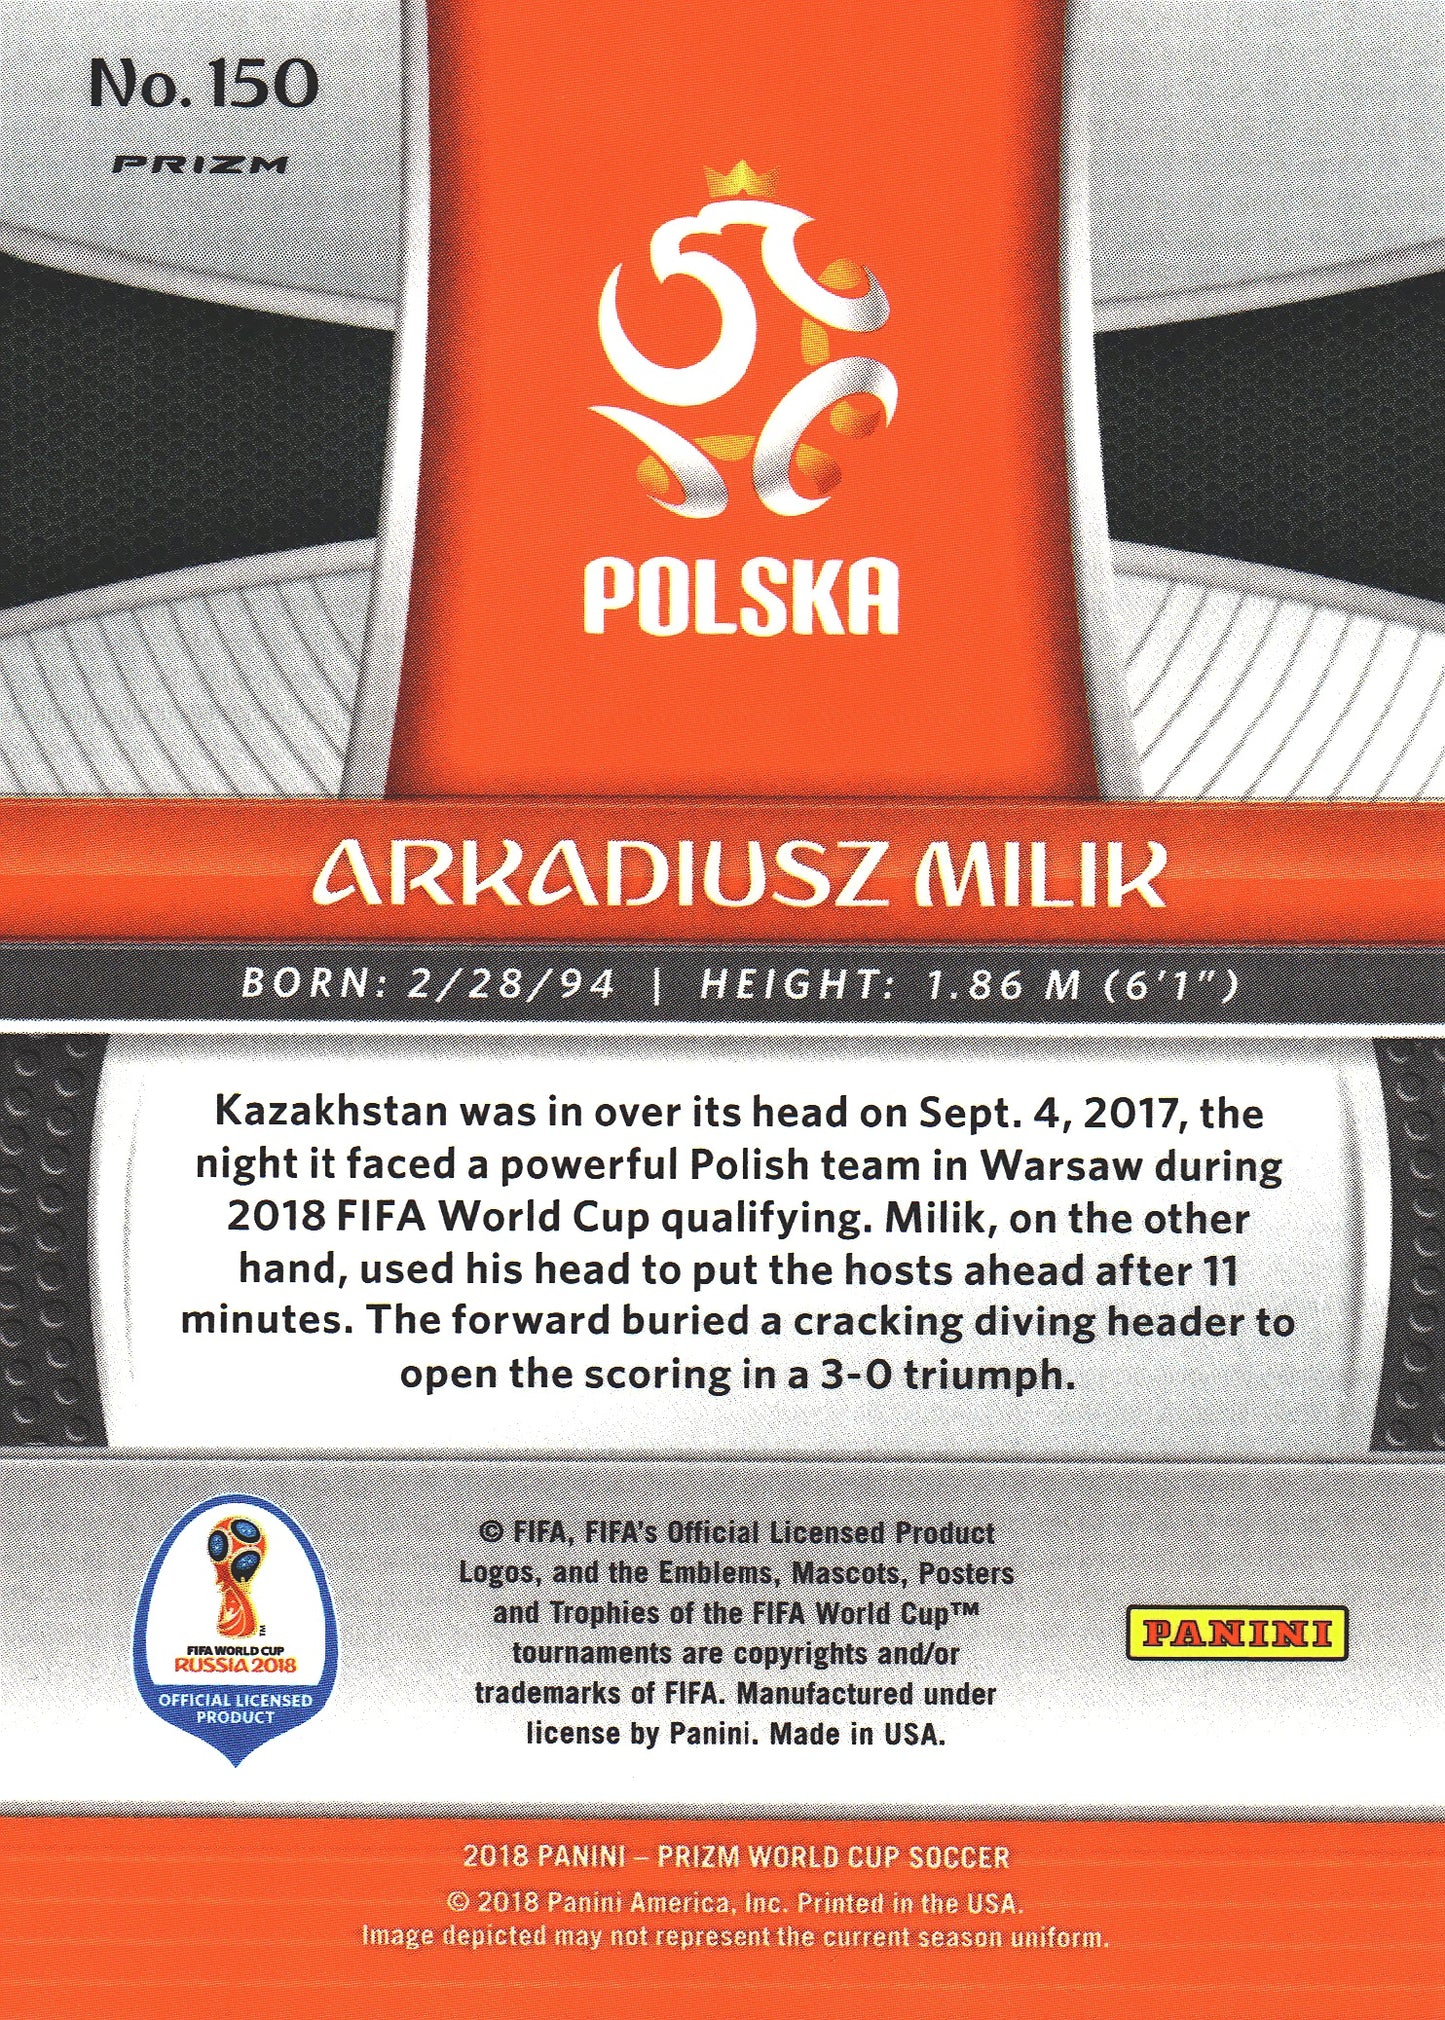 No. 150
PRIZM
POLSKA
ARKADIUSZ MILIK
BORN: 2/28/94 | HEIGHT: 1.86 M (6'1")
Kazakhstan was in over its head on Sept. 4, 2017, the
night it faced a powerful Polish team in Warsaw during
2018 FIFA World Cup qualifying. Milik, on the other
hand, used his head to put the hosts ahead after 11
minutes. The forward buried a cracking diving header to
open the scoring in a 3-0 triumph.
TM
FIFA WORLD CUP
RUSSIA 2018
OFFICIAL LICENSED
PRODUCT
© FIFA, FIFA's Official Licensed Product
Logos, and the Emblems, Mascots, Posters
and Trophies of the FIFA World Cup™
tournaments are copyrights and/or
trademarks of FIFA. Manufactured under
license by Panini. Made in USA.
PANINI
2018 PANINI – PRIZM WORLD CUP SOCCER
© 2018 Panini America, Inc. Printed in the USA.
Image depicted may not represent the current season uniform.